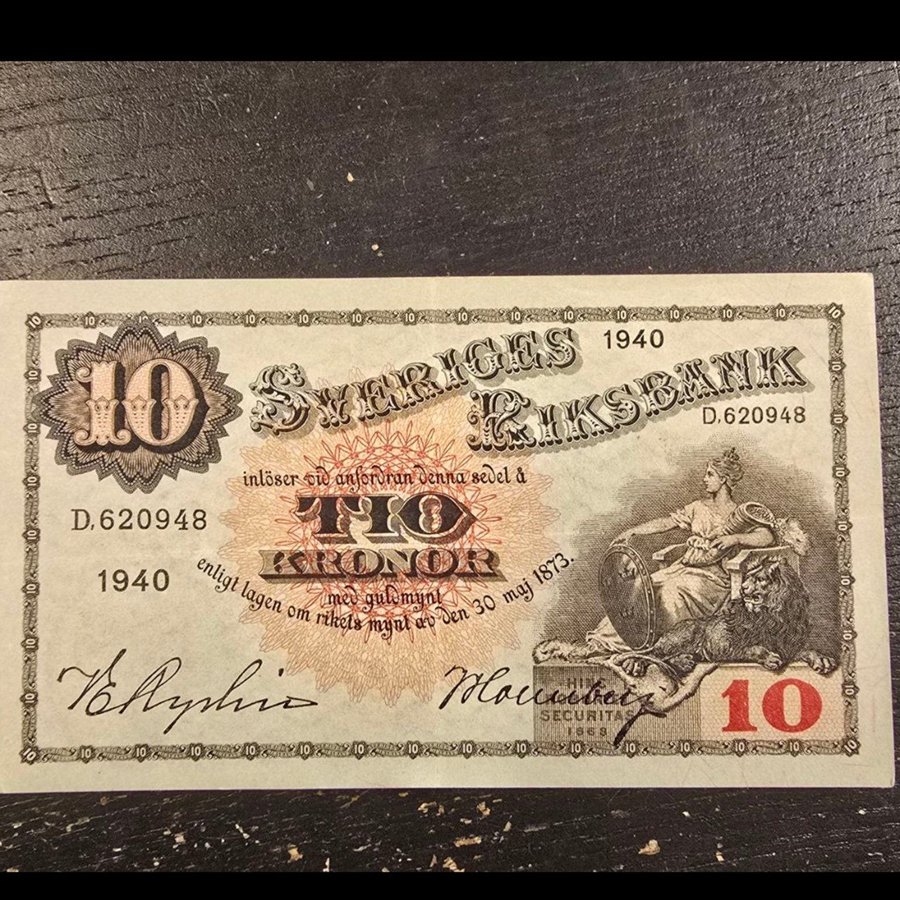 10
SVERIGES
1940
RIKSBANK
D.620948
inlöser vid anfordran denna sedel å
TIO
KRONOR
D.620948
1940
med guldmynt
enligt lagen om rikets mynt av den 30 maj 1873.
SECURITAS
1668
10